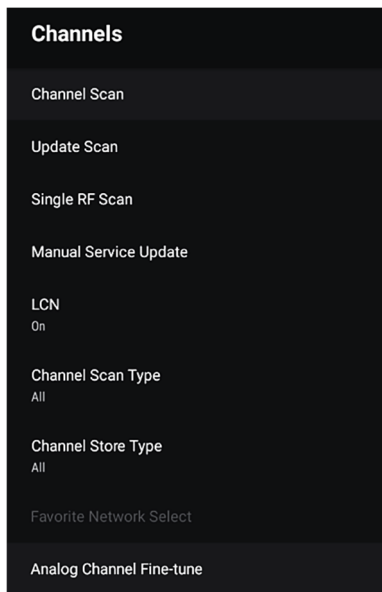 Channels
Channel Scan
Update Scan
Single RF Scan
Manual Service Update
LCN
On
Channel Scan Type
All
Channel Store Type
All
Favorite Network Select
Analog Channel Fine-tune